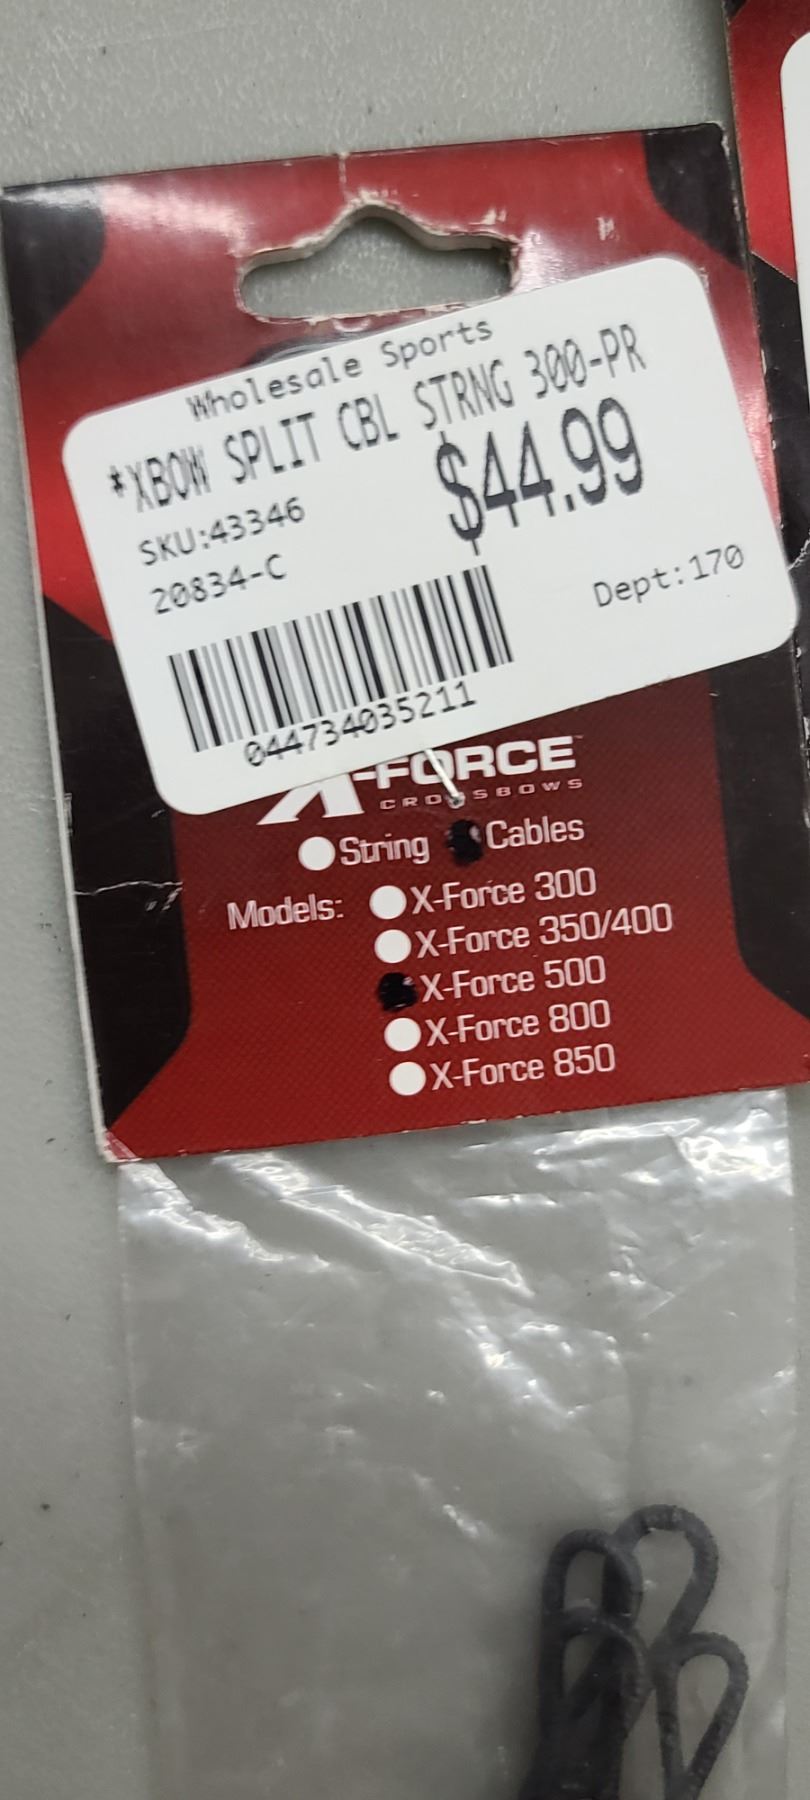 Wholesale Sports
*XBOW SPLIT CBL STRNG 300-PR
$44.99
SKU:43346
20834-C
Dept:170
044734035211
X-FORCE
CROSSBOWS
String Cables
Models: X-Force 300
X-Force 350/400
X-Force 500
X-Force 800
X-Force 850